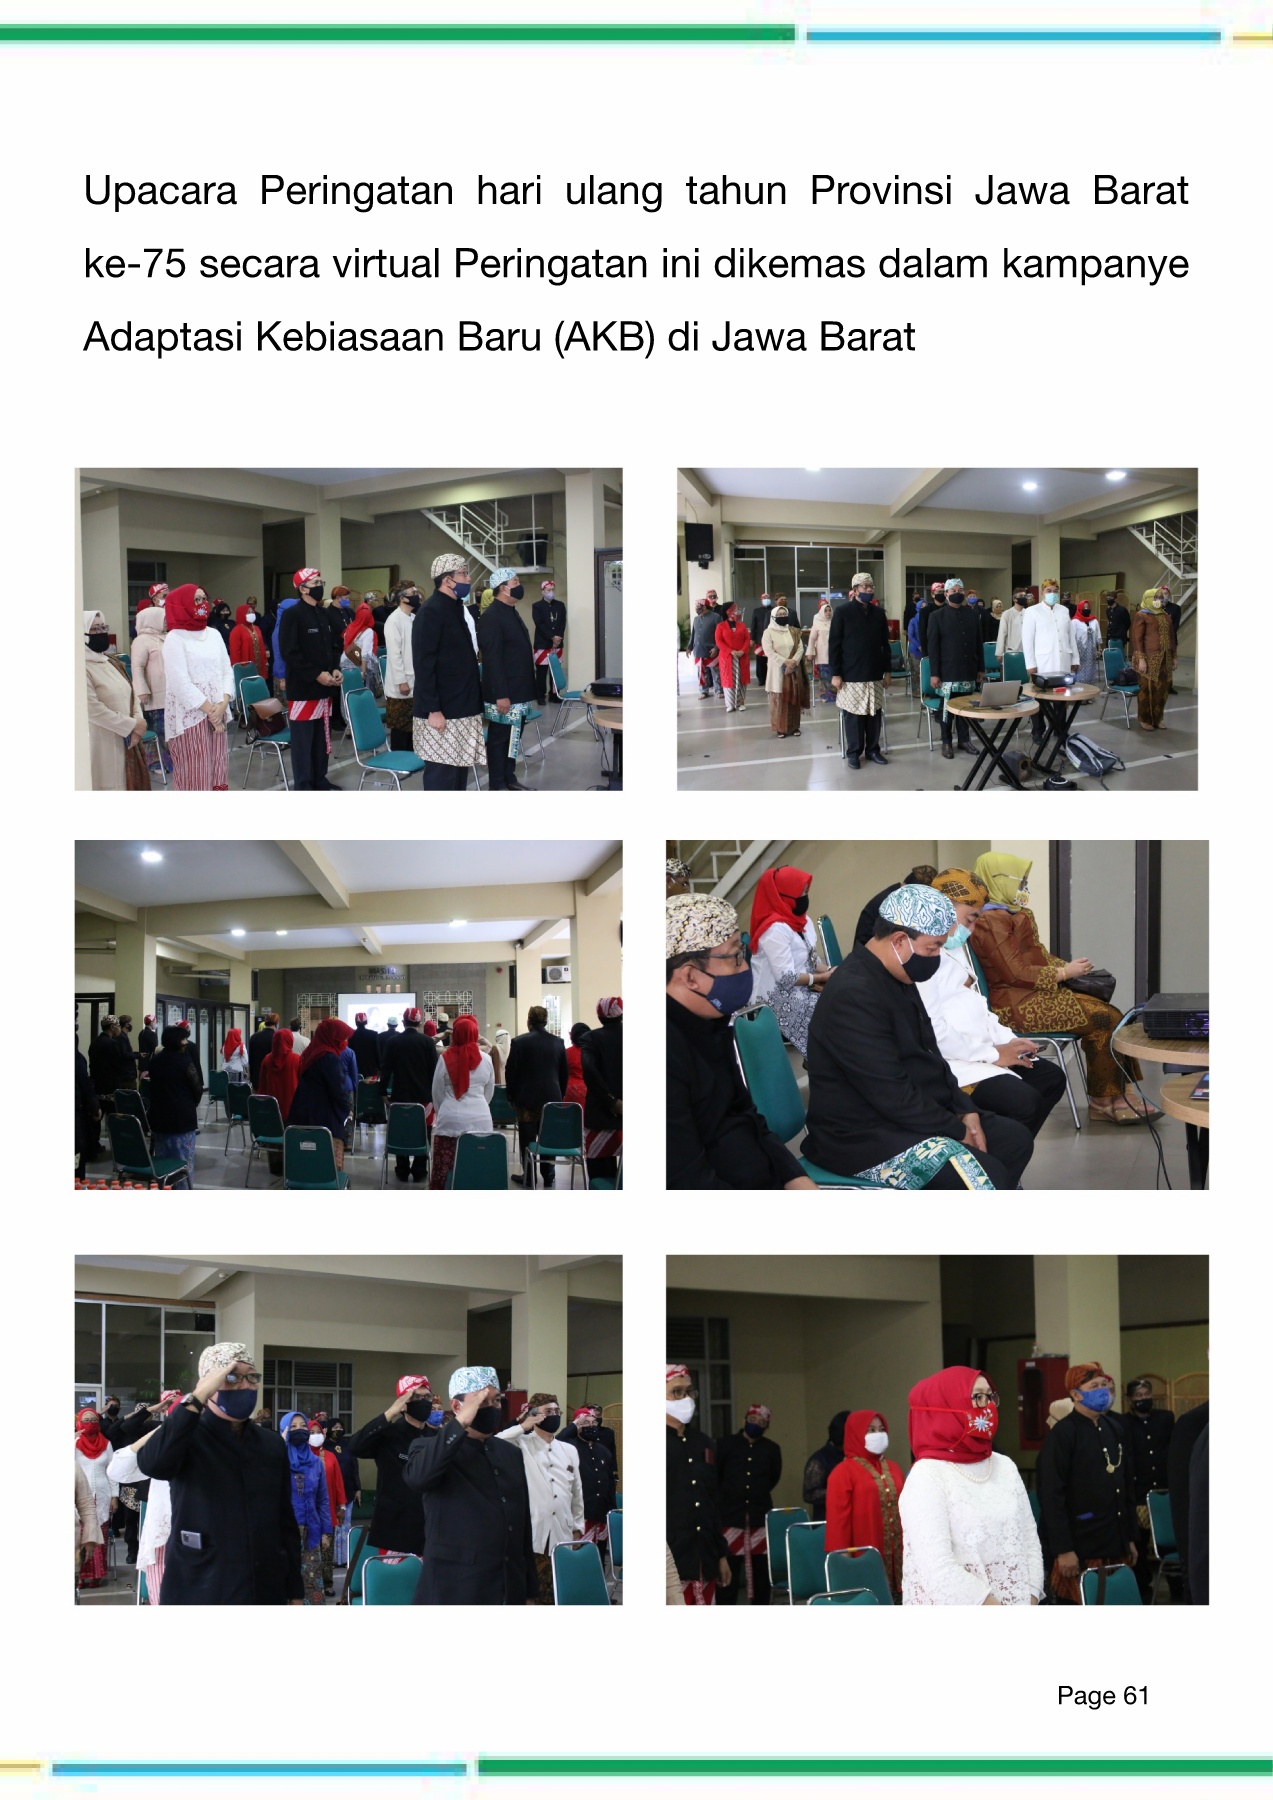 Upacara Peringatan hari ulang tahun Provinsi Jawa Barat
ke-75 secara virtual Peringatan ini dikemas dalam kampanye
Adaptasi Kebiasaan Baru (AKB) di Jawa Barat
Page 61